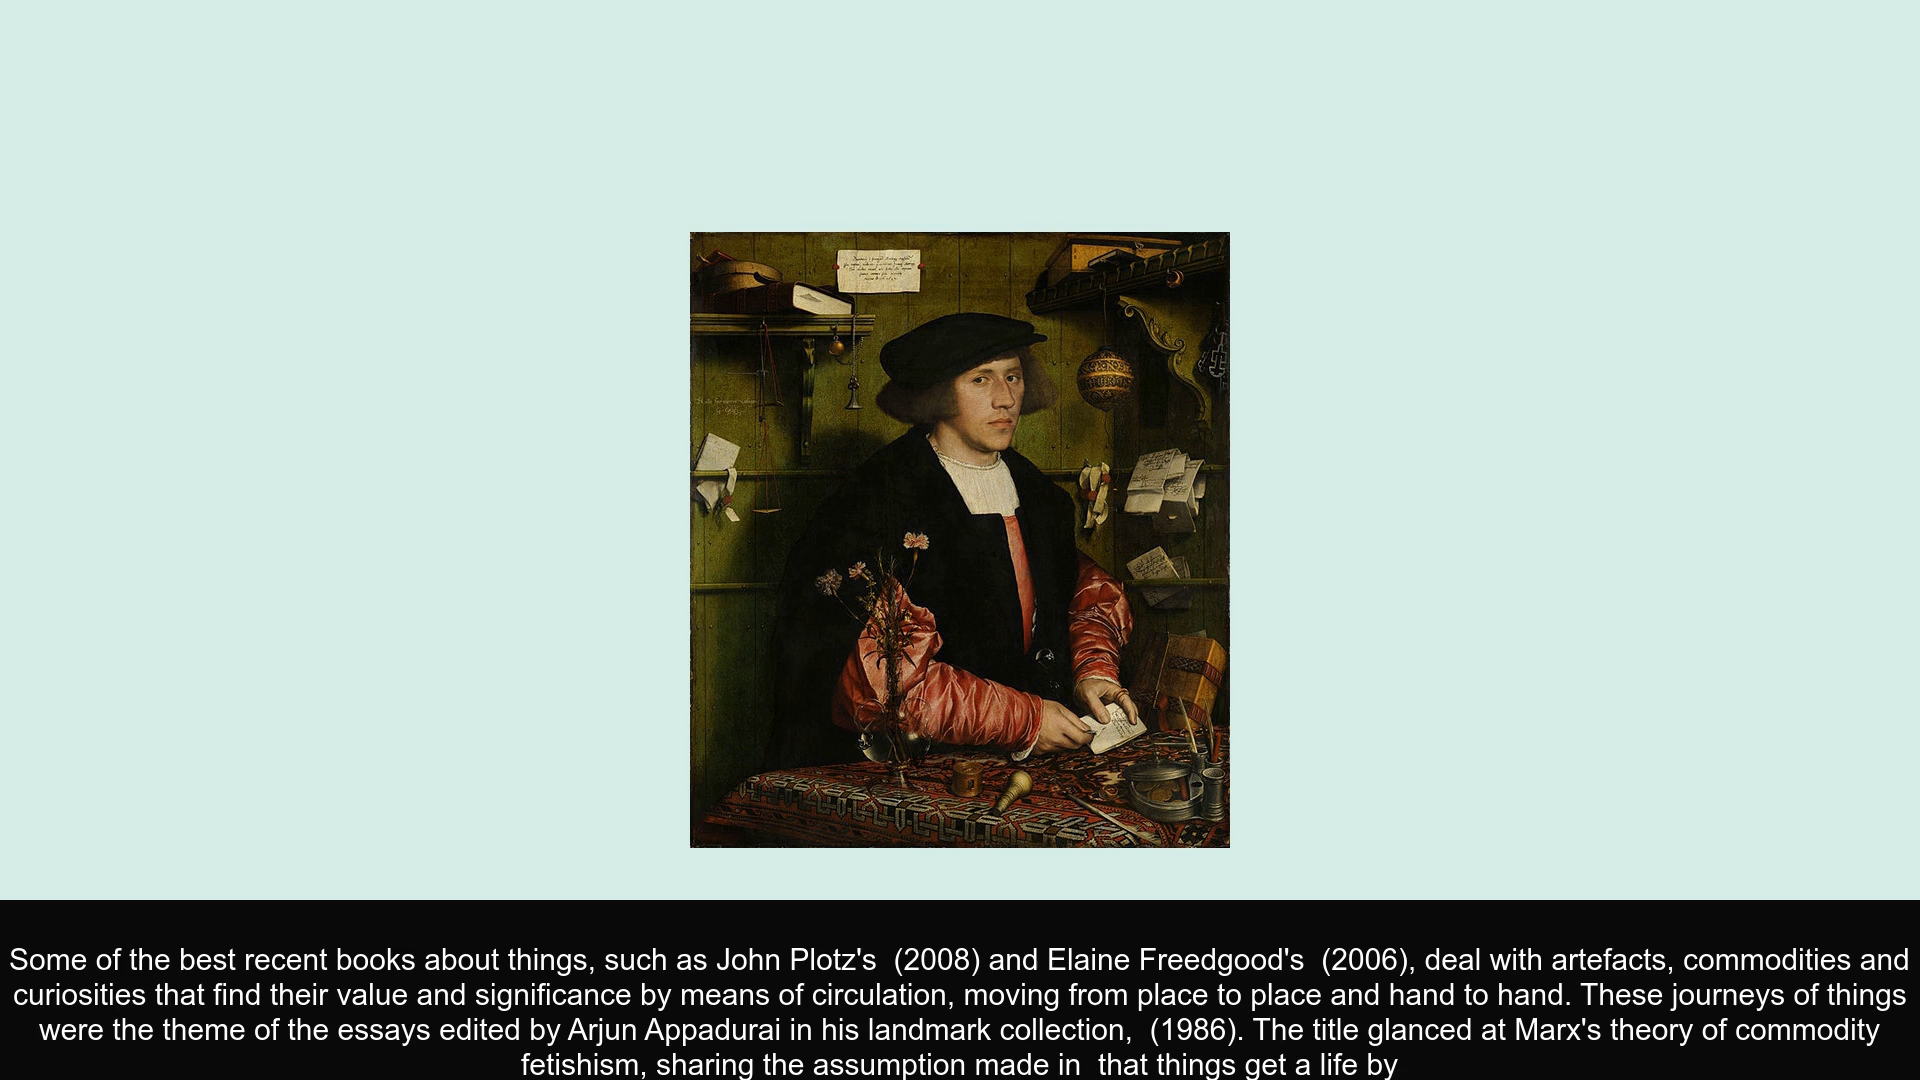 Some of the best recent books about things, such as John Plotz's  (2008) and Elaine Freedgood's  (2006), deal with artefacts, commodities and
curiosities that find their value and significance by means of circulation, moving from place to place and hand to hand. These journeys of things
were the theme of the essays edited by Arjun Appadurai in his landmark collection,  (1986). The title glanced at Marx's theory of commodity
fetishism, sharing the assumption made in  that things get a life by